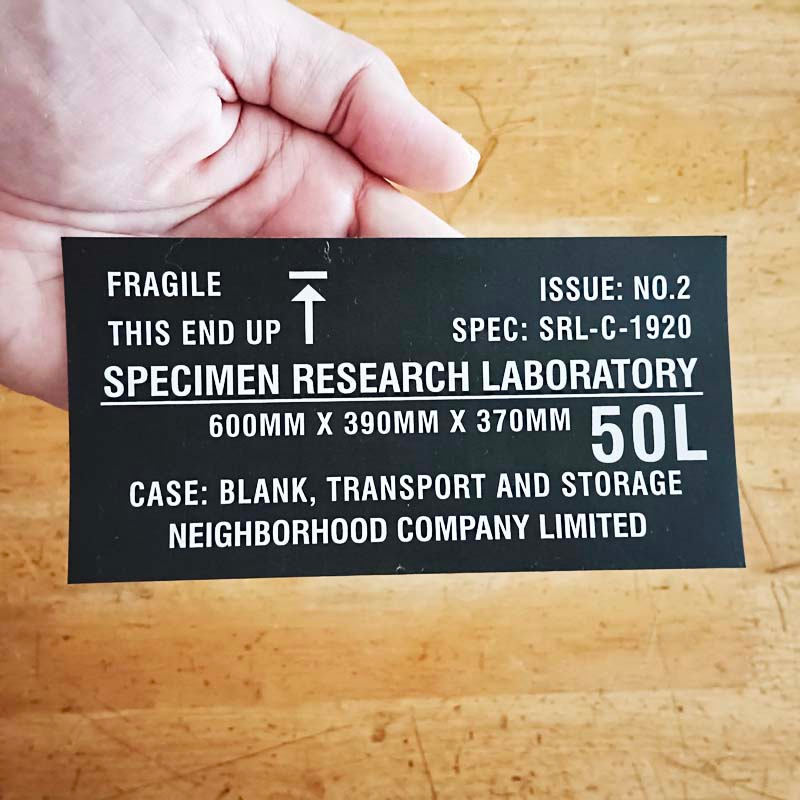 FRAGILE
THIS END UP
ISSUE: NO.2
SPEC: SRL-C-1920
SPECIMEN RESEARCH LABORATORY
600MM X 390MM X 370MM 50L
CASE: BLANK, TRANSPORT AND STORAGE
NEIGHBORHOOD COMPANY LIMITED